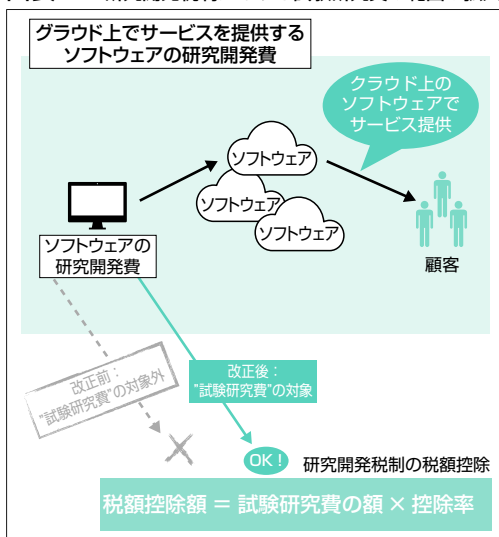 グラウド上でサービスを提供する
ソフトウェアの研究開発費
クラウド上の
ソフトウェアで
サービス提供
ソフトウェア
ソフトウェア
ソフトウェア
ソフトウェアの
研究開発費
顧客
改正前:
"試験研究費"の対象外
改正後:
"試験研究費"の対象
OK!
研究開発税制の税額控除
税額控除額 = 試験研究費の額 × 控除率